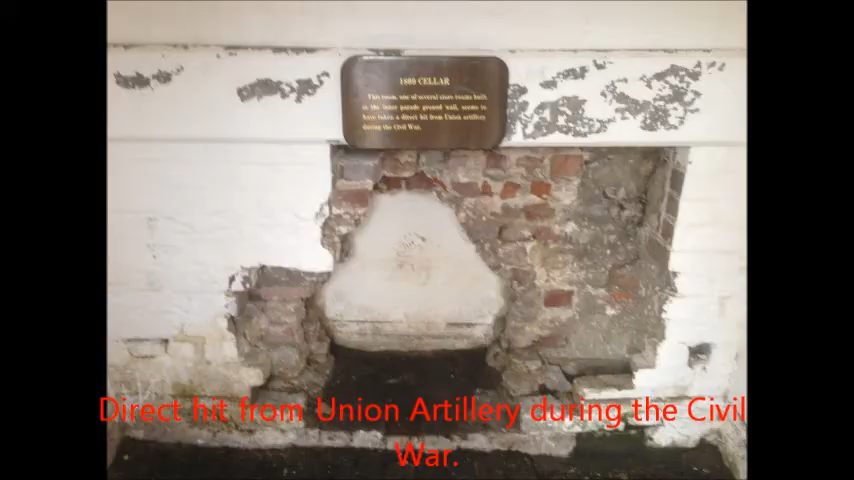 1888 CELLAR
This room, one of several store rooms built
in the inner parade ground wall, seems to
have taken a direct hit from Union artillery
during the Civil War.
Direct hit from Union Artillery during the Civil
War.